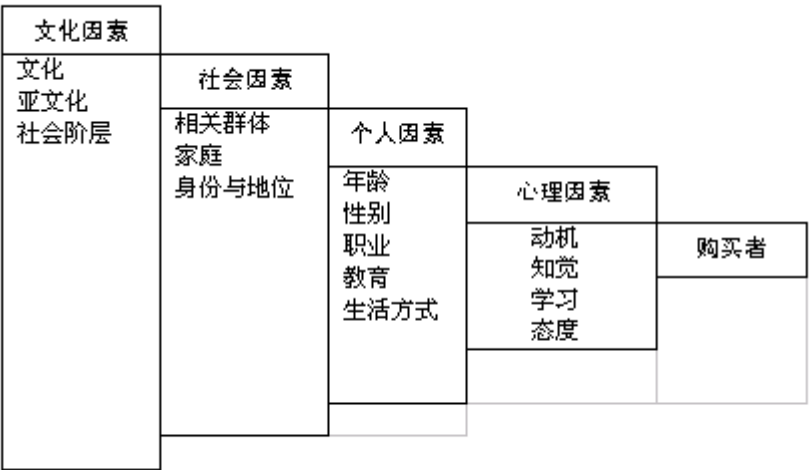 文化因素
文化
亚文化
社会阶层
社会因素
相关群体
家庭
身份与地位
个人因素
年龄
性别
职业
教育
生活方式
心理因素
动机
知觉
学习
态度
购买者